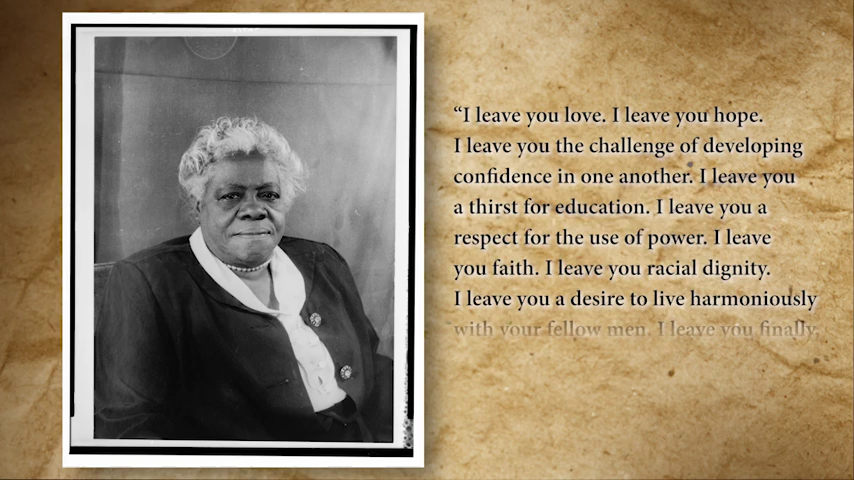 “I leave you love. I leave you hope.
I leave you the challenge of developing
confidence in one another. I leave you
a thirst for education. I leave you a
respect for the use of power. I leave
you faith. I leave you racial dignity.
I leave you a desire to live harmoniously
with your fellow men. I leave you finally,